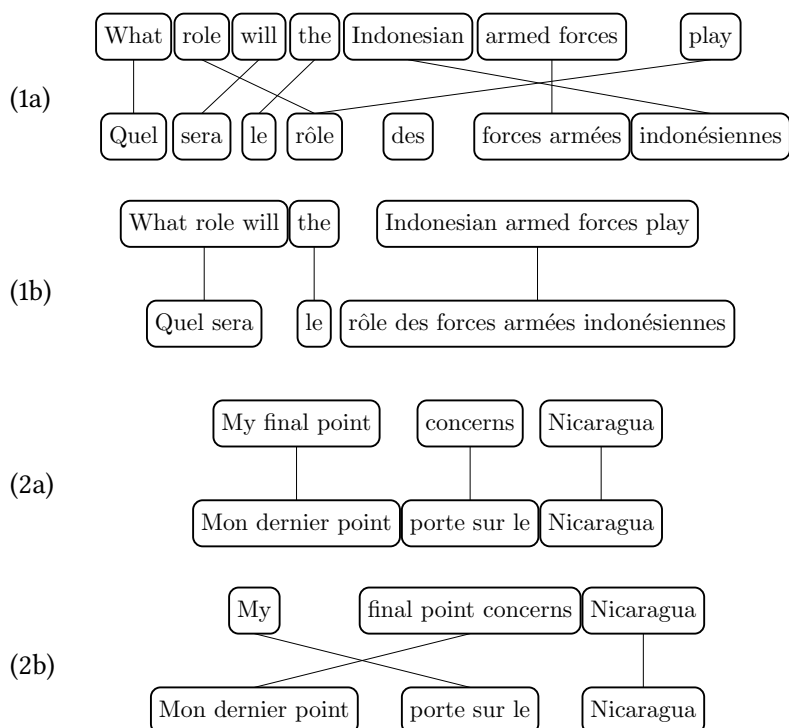 What role will the Indonesian armed forces play
(1a)
Quel sera le rôle des forces armées indonésiennes
What role will the Indonesian armed forces play
(1b)
Quel sera le rôle des forces armées indonésiennes
My final point concerns Nicaragua
(2a)
Mon dernier point porte sur le Nicaragua
My final point concerns Nicaragua
(2b)
Mon dernier point porte sur le Nicaragua